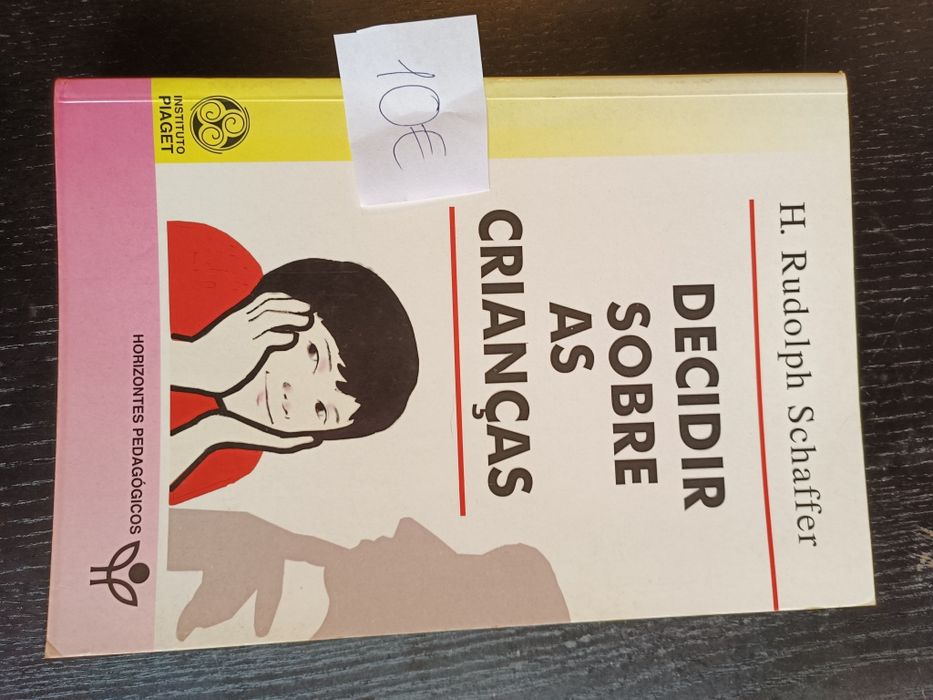 H. Rudolph Schaffer
DECIDIR
SOBRE
AS
CRIANÇAS
10€
INSTITUTO
PIAGET
HORIZONTES PEDAGÓGICOS